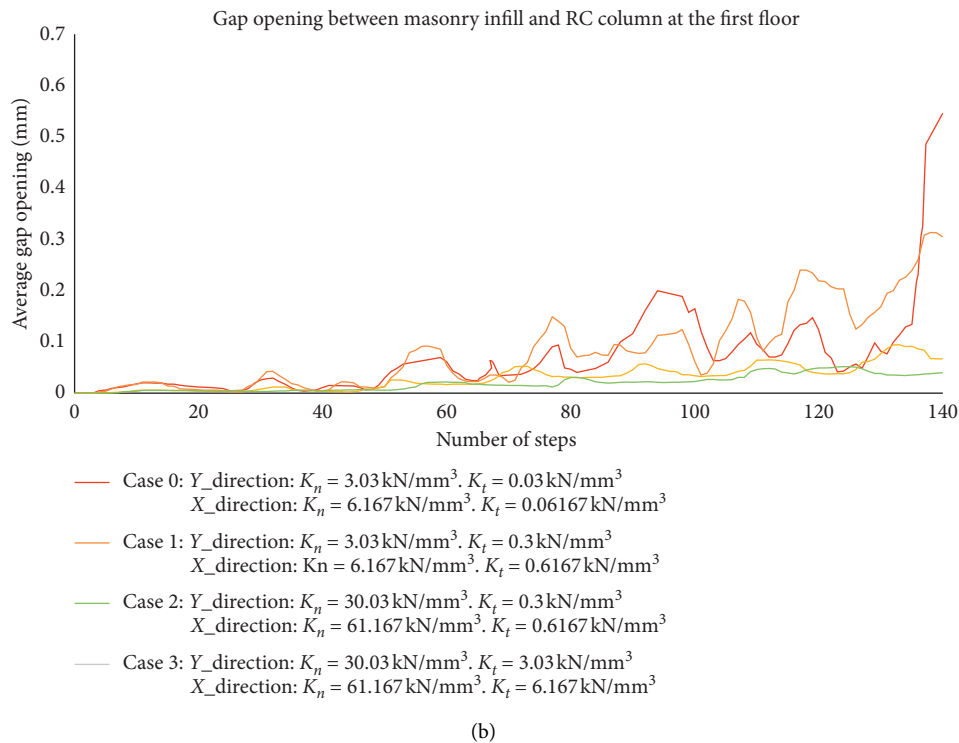 Gap opening between masonry infill and RC column at the first floor
0.7
0.6
0.5
0.4
0.3
0.2
0.1
0
Average gap opening (mm)
0 20 40 60 80 100 120 140
Number of steps
Case 0: Y_direction: Kn = 3.03 kN/mm³. Kt = 0.03 kN/mm³
X_direction: Kn = 6.167 kN/mm³. Kt = 0.06167 kN/mm³
Case 1: Y_direction: Kn = 3.03 kN/mm³. Kt = 0.3 kN/mm³
X_direction: Kn = 6.167 kN/mm³. Kt = 0.6167 kN/mm³
Case 2: Y_direction: Kn = 30.03 kN/mm³. Kt = 0.3 kN/mm³
X_direction: Kn = 61.167 kN/mm³. Kt = 0.6167 kN/mm³
Case 3: Y_direction: Kn = 30.03 kN/mm³. Kt = 3.03 kN/mm³
X_direction: Kn = 61.167 kN/mm³. Kt = 6.167 kN/mm³
(b)